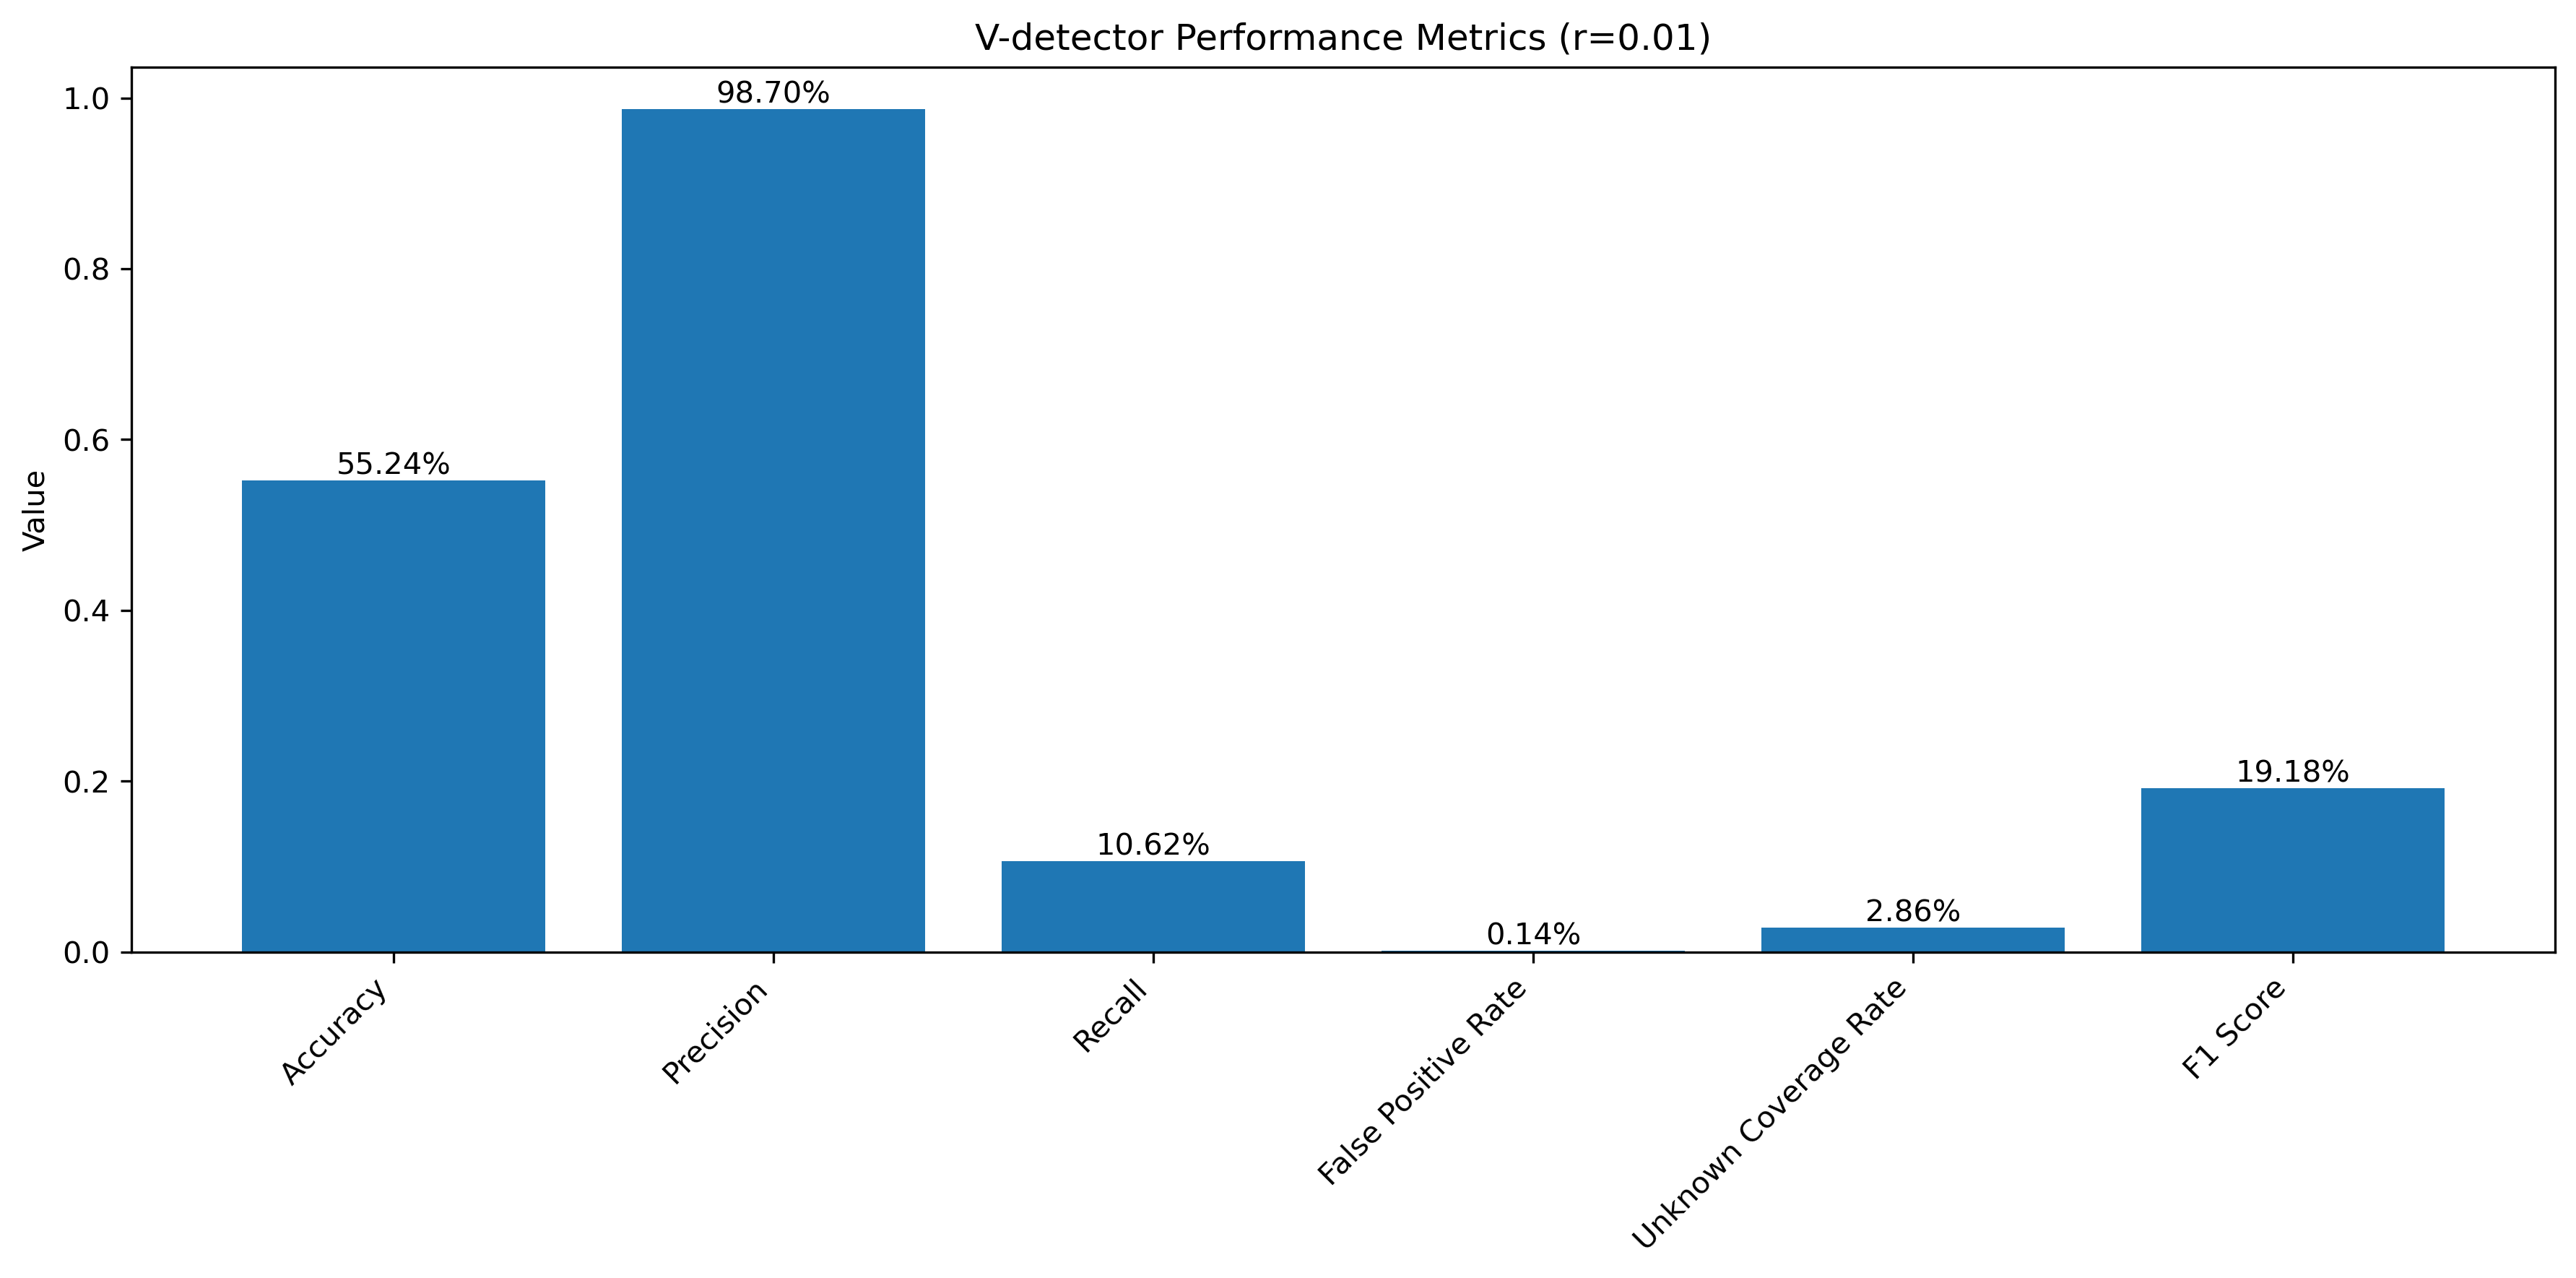 V-detector Performance Metrics (r=0.01)
Value
1.0
0.8
0.6
0.4
0.2
0.0
55.24%
98.70%
10.62%
0.14%
2.86%
19.18%
Accuracy
Precision
Recall
False Positive Rate
Unknown Coverage Rate
F1 Score